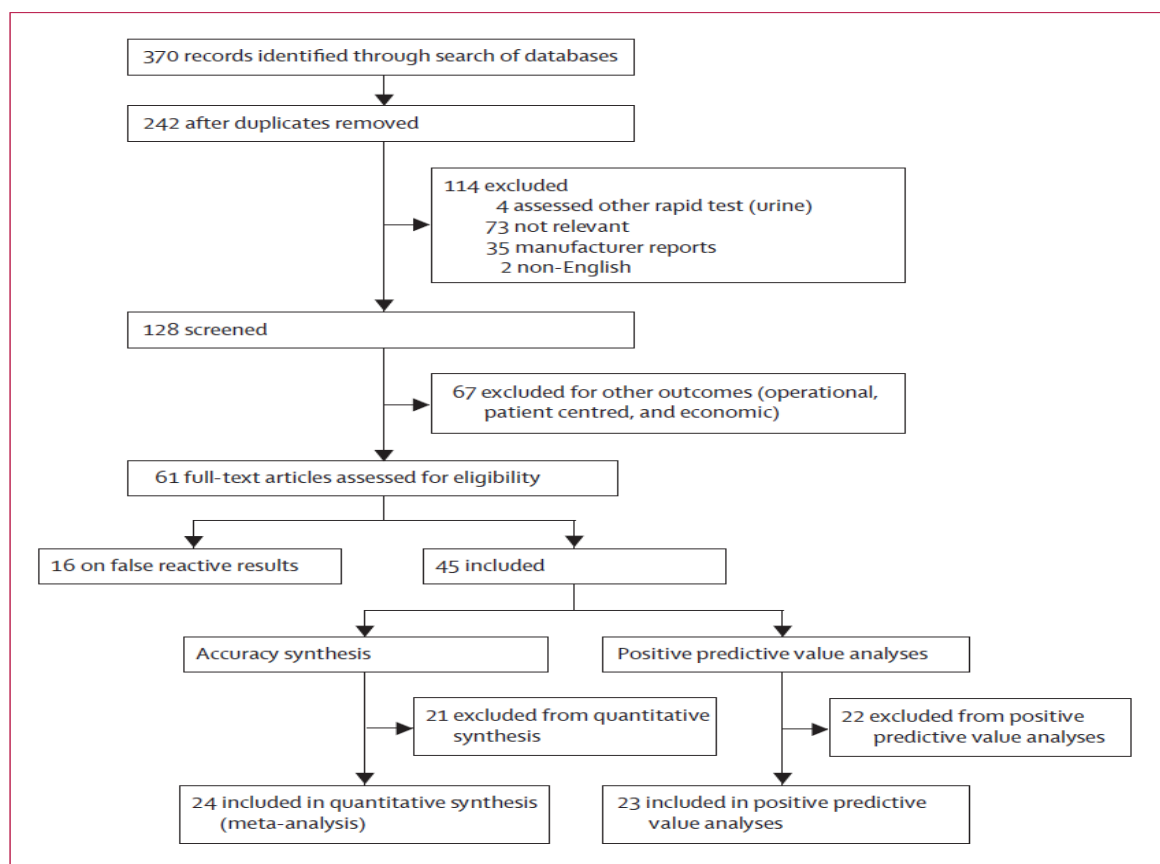 370 records identified through search of databases
242 after duplicates removed
114 excluded
4 assessed other rapid test (urine)
73 not relevant
35 manufacturer reports
2 non-English
128 screened
67 excluded for other outcomes (operational,
patient centred, and economic)
61 full-text articles assessed for eligibility
16 on false reactive results
45 included
Accuracy synthesis
Positive predictive value analyses
21 excluded from quantitative
synthesis
22 excluded from positive
predictive value analyses
24 included in quantitative synthesis
(meta-analysis)
23 included in positive predictive
value analyses